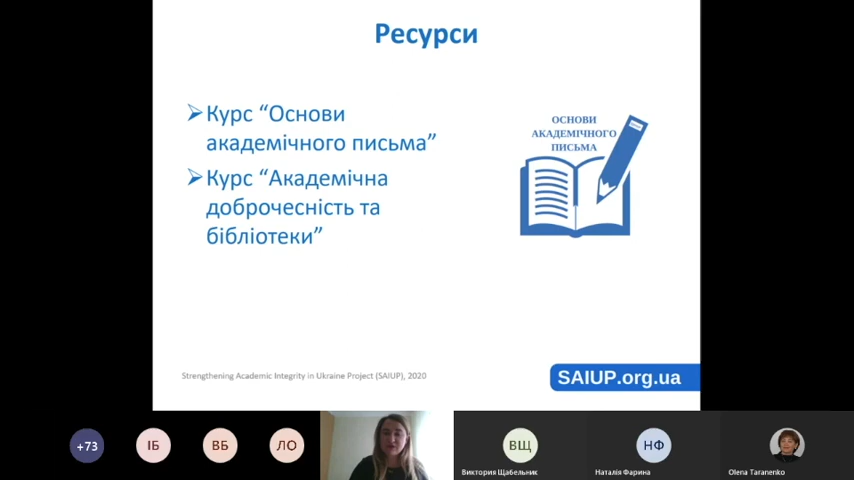 Ресурси
➢Курс “Основи
академічного письма”
➢Курс “Академічна
доброчесність та
бібліотеки”
ОСНОВИ
АКАДЕМІЧНОГО
ПИСЬМА
Strengthening Academic Integrity in Ukraine Project (SAIUP), 2020
SAIUP.org.ua
+73
ІБ
ВБ
ЛО
ВЩ
НФ
Виктория Щабельник
Наталія Фарина
Olena Taranenko